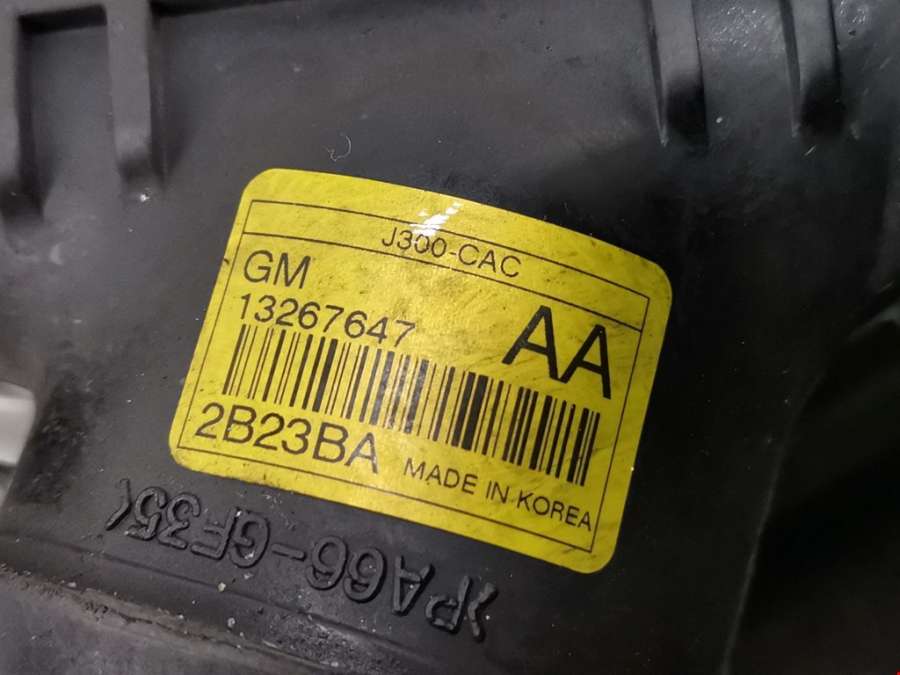 J300-CAC
GM
13267647
AA
2B23BA
MADE IN KOREA
>PA66-GF35<